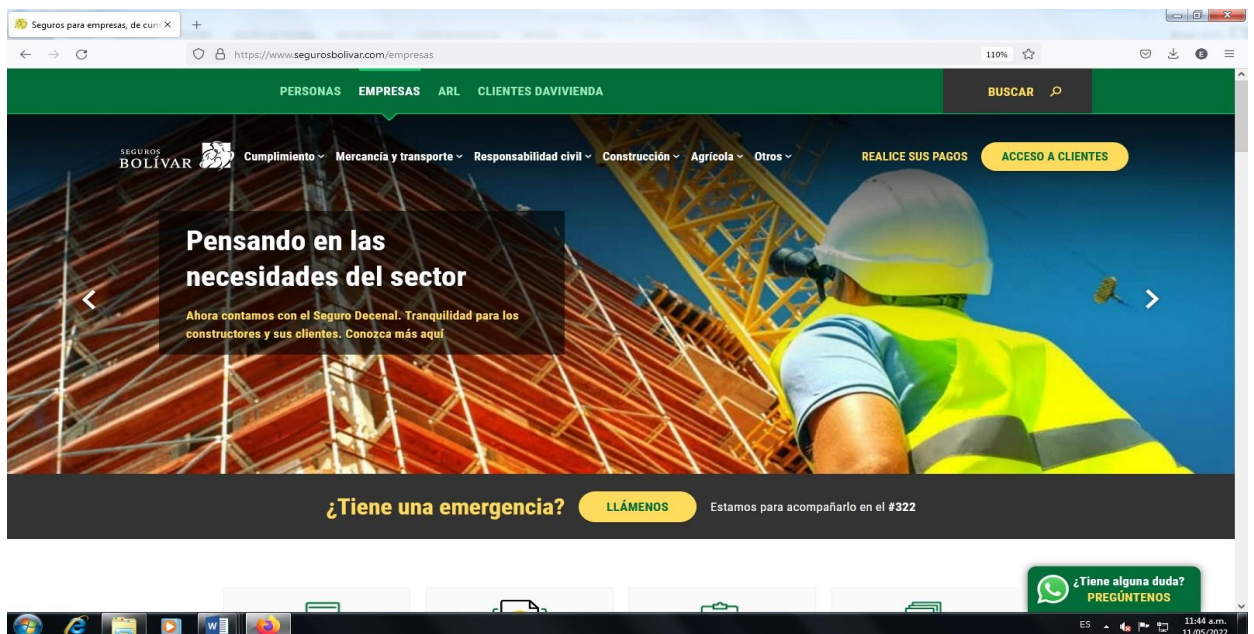 Seguros para empresas, de cum
https://www.segurosbolivar.com/empresas
110%
E
PERSONAS EMPRESAS ARL CLIENTES DAVIVIENDA
BUSCAR
SEGUROS
BOLÍVAR
Cumplimiento Mercancía y transporte Responsabilidad civil Construcción Agrícola Otros
REALICE SUS PAGOS
ACCESO A CLIENTES
Pensando en las
necesidades del sector
Ahora contamos con el Seguro Decenal. Tranquilidad para los
constructores y sus clientes. Conozca más aquí
¿Tiene una emergencia?
LLÁMENOS
Estamos para acompañarlo en el #322
¿Tiene alguna duda?
PREGÚNTENOS
W
ES
11:44 a.m.
11/05/2022